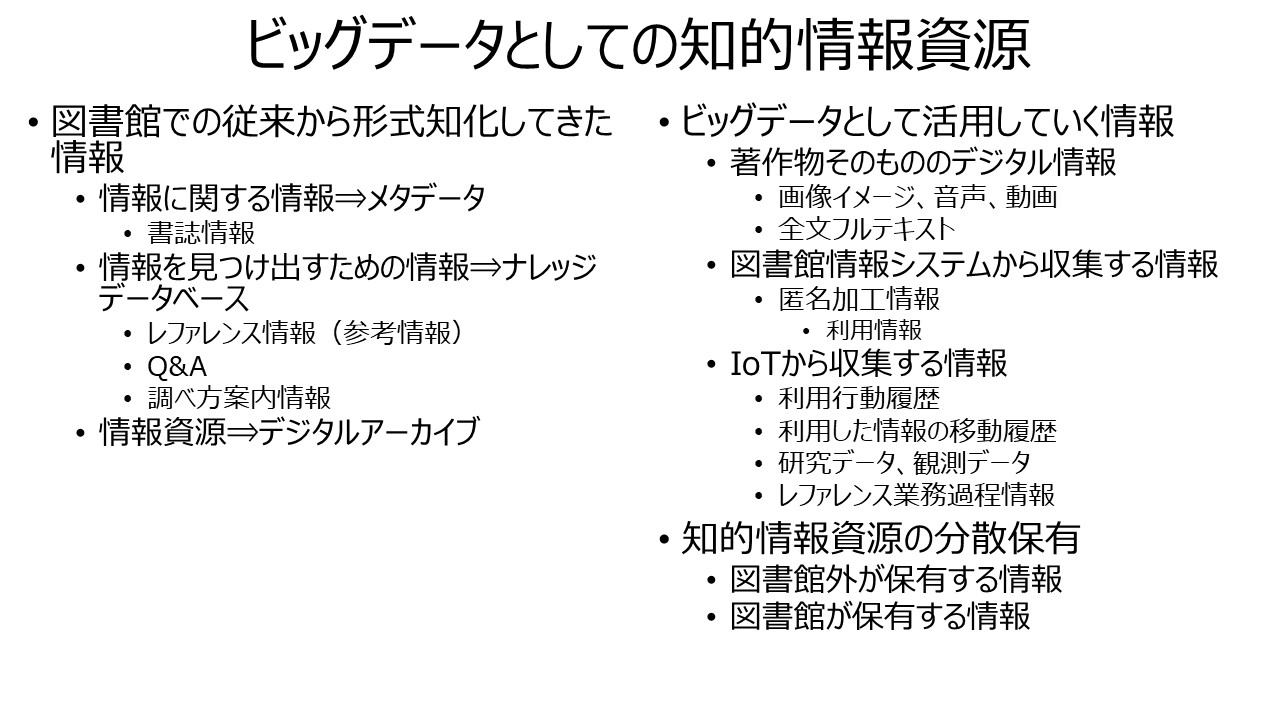 ビッグデータとしての知的情報資源
• 図書館での従来から形式知化してきた
情報
• 情報に関する情報⇒メタデータ
• 書誌情報
• 情報を見つけ出すための情報⇒ナレッジ
データベース
• レファレンス情報（参考情報）
• Q&A
• 調べ方案内情報
• 情報資源⇒デジタルアーカイブ
• ビッグデータとして活用していく情報
• 著作物そのもののデジタル情報
• 画像イメージ、音声、動画
• 全文フルテキスト
• 図書館情報システムから収集する情報
• 匿名加工情報
• 利用情報
• IoTから収集する情報
• 利用行動履歴
• 利用した情報の移動履歴
• 研究データ、観測データ
• レファレンス業務過程情報
• 知的情報資源の分散保有
• 図書館外が保有する情報
• 図書館が保有する情報